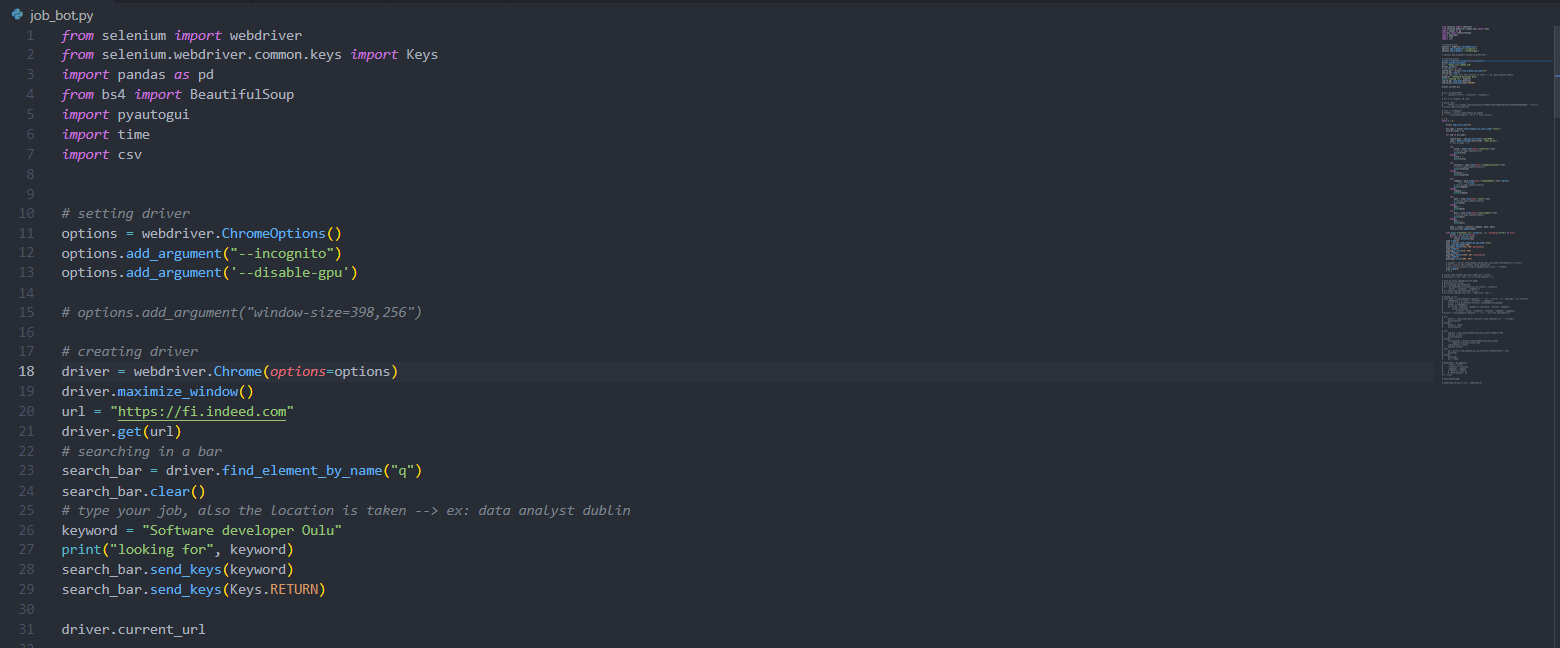 job_bot.py
1 from selenium import webdriver
2 from selenium.webdriver.common.keys import Keys
3 import pandas as pd
4 from bs4 import BeautifulSoup
5 import pyautogui
6 import time
7 import csv
8
9
10 # setting driver
11 options = webdriver.ChromeOptions()
12 options.add_argument("--incognito")
13 options.add_argument('--disable-gpu')
14
15 # options.add_argument("window-size=398,256")
16
17 # creating driver
18 driver = webdriver.Chrome(options=options)
19 driver.maximize_window()
20 url = "https://fi.indeed.com"
21 driver.get(url)
22 # searching in a bar
23 search_bar = driver.find_element_by_name("q")
24 search_bar.clear()
25 # type your job, also the location is taken --> ex: data analyst dublin
26 keyword = "Software developer Oulu"
27 print("looking for", keyword)
28 search_bar.send_keys(keyword)
29 search_bar.send_keys(Keys.RETURN)
30
31 driver.current_url